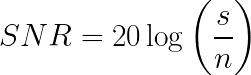 SNR = 20 log (s/n)